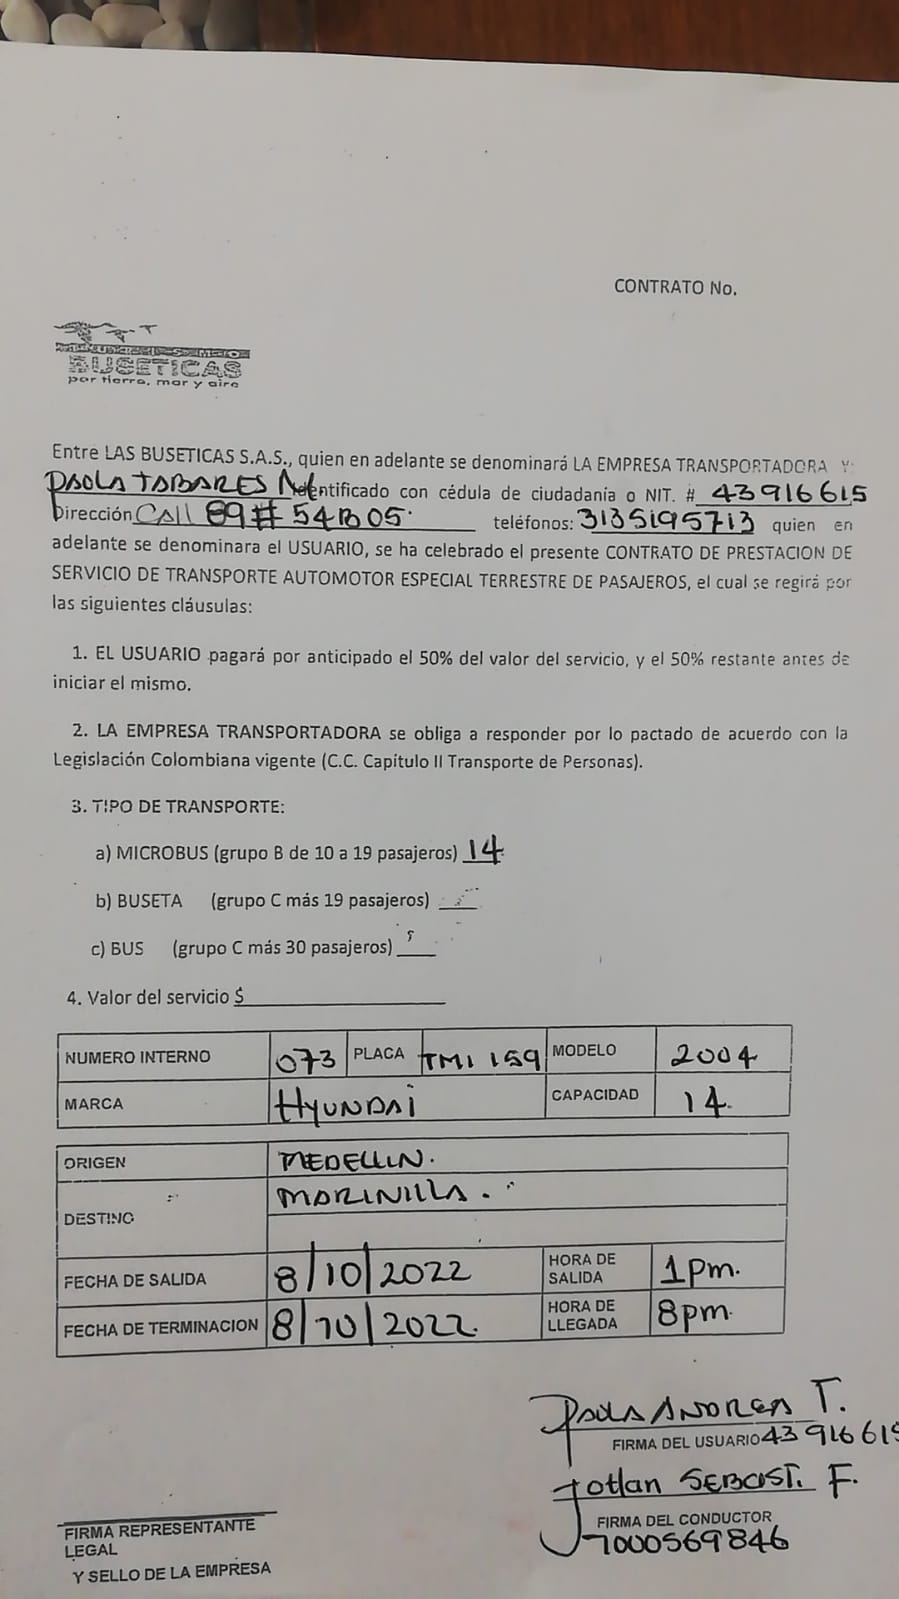 CONTRATO No.
BUSETICAS
por tierra, mar y aire
Entre LAS BUSETICAS S.A.S., quien en adelante se denominará LA EMPRESA TRANSPORTADORA Y:
PAOLA TABARES identificado con cédula de ciudadanía o NIT. # 43916615
Dirección Call 89# 54B05. teléfonos: 3135195713 quien en
adelante se denominara el USUARIO, se ha celebrado el presente CONTRATO DE PRESTACION DE
SERVICIO DE TRANSPORTE AUTOMOTOR ESPECIAL TERRESTRE DE PASAJEROS, el cual se regirá por
las siguientes cláusulas:
1. EL USUARIO pagará por anticipado el 50% del valor del servicio, y el 50% restante antes de
iniciar el mismo.
2. LA EMPRESA TRANSPORTADORA se obliga a responder por lo pactado de acuerdo con la
Legislación Colombiana vigente (C.C. Capitulo II Transporte de Personas).
3. TIPO DE TRANSPORTE:
a) MICROBUS (grupo B de 10 a 19 pasajeros) 14
b) BUSETA (grupo C más 19 pasajeros) ____
c) BUS (grupo C más 30 pasajeros) ____
4. Valor del servicio $____
NUMERO INTERNO 073 PLACA TMI 159 MODELO 2004
MARCA HYUNDAI CAPACIDAD 14.
ORIGEN MEDELLIN.
DESTINO MARINILLA.
FECHA DE SALIDA 8/10/2022 HORA DE SALIDA 1pm.
FECHA DE TERMINACION 8/10/2022. HORA DE LLEGADA 8pm.
PAOLA ANDREA T.
FIRMA DEL USUARIO 43916615
SEBAST. F.
FIRMA DEL CONDUCTOR
FIRMA REPRESENTANTE
LEGAL
Y SELLO DE LA EMPRESA